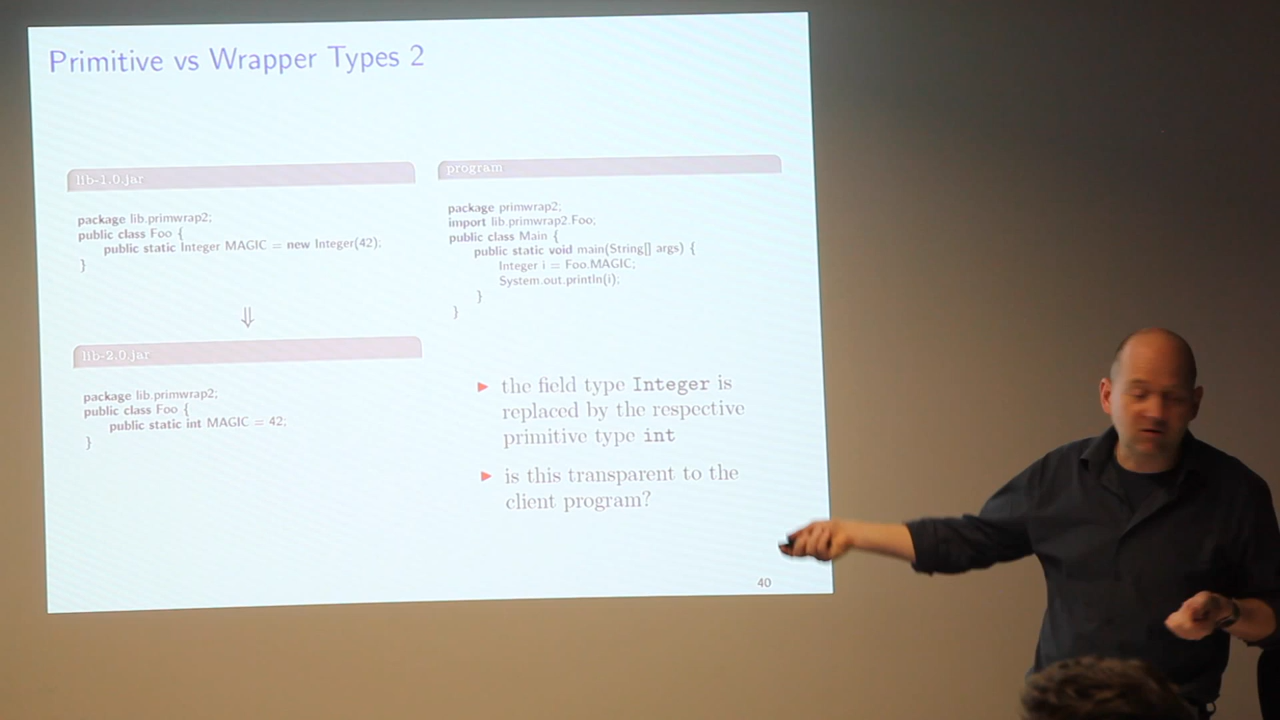 Primitive vs Wrapper Types 2
lib-1.0.jar
package lib.primwrap2;
public class Foo {
public static Integer MAGIC = new Integer(42);
}
⇓
lib-2.0.jar
package lib.primwrap2;
public class Foo {
public static int MAGIC = 42;
}
program
package primwrap2;
import lib.primwrap2.Foo;
public class Main {
public static void main(String[] args) {
Integer i = Foo.MAGIC;
System.out.println(i);
}
}
the field type Integer is
replaced by the respective
primitive type int
is this transparent to the
client program?
40